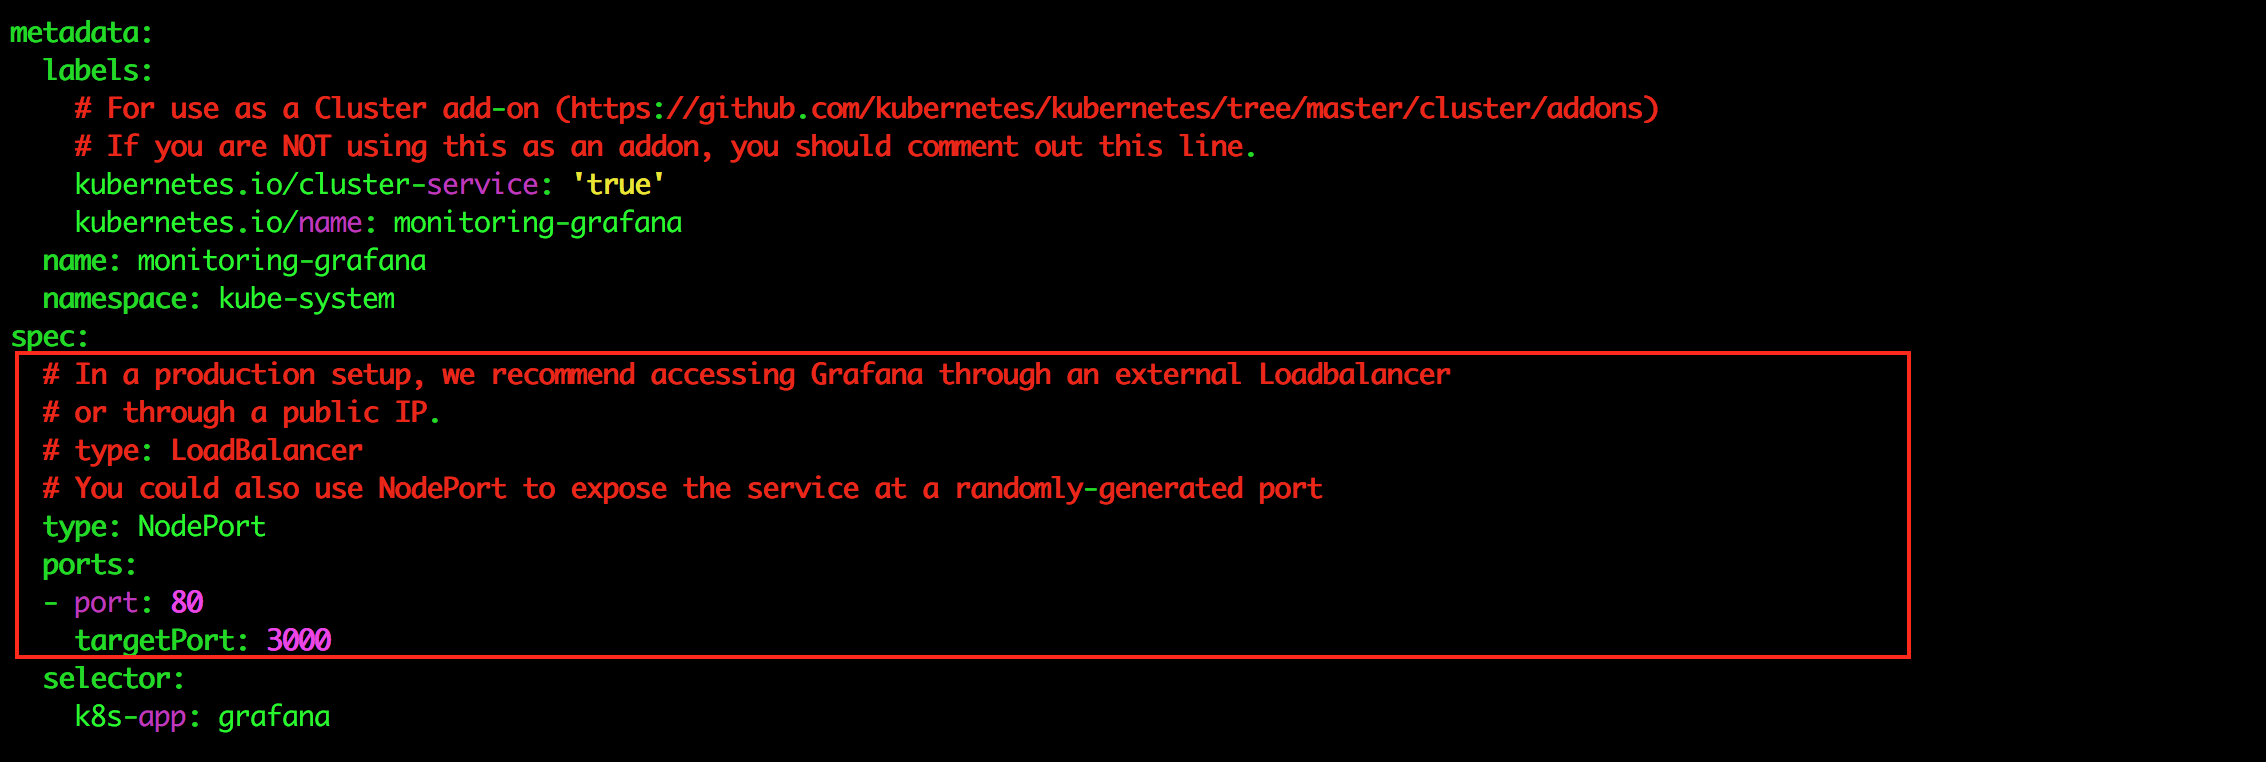 metadata:
  labels:
    # For use as a Cluster add-on (https://github.com/kubernetes/kubernetes/tree/master/cluster/addons)
    # If you are NOT using this as an addon, you should comment out this line.
    kubernetes.io/cluster-service: 'true'
    kubernetes.io/name: monitoring-grafana
  name: monitoring-grafana
  namespace: kube-system
spec:
  # In a production setup, we recommend accessing Grafana through an external Loadbalancer
  # or through a public IP.
  # type: LoadBalancer
  # You could also use NodePort to expose the service at a randomly-generated port
  type: NodePort
  ports:
  - port: 80
    targetPort: 3000
  selector:
    k8s-app: grafana